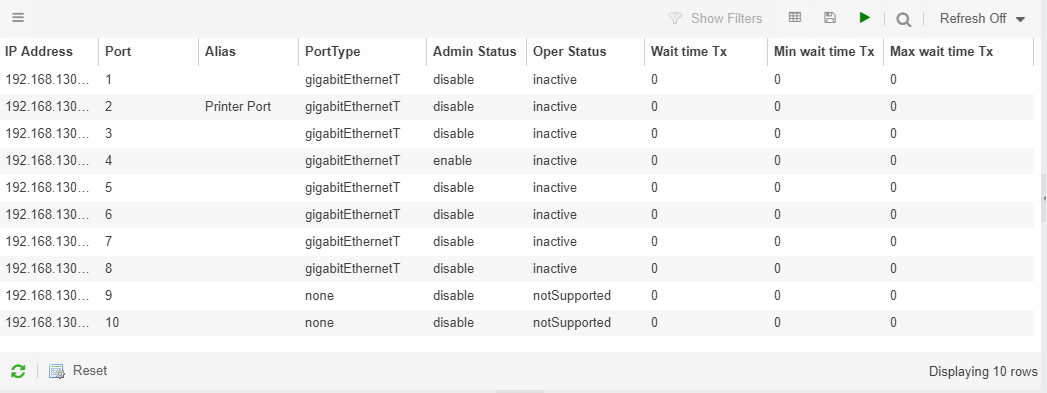 Show Filters Refresh Off
IP Address Port Alias PortType Admin Status Oper Status Wait time Tx Min wait time Tx Max wait time Tx
192.168.130... 1 gigabitEthernetT disable inactive 0 0 0
192.168.130... 2 Printer Port gigabitEthernetT disable inactive 0 0 0
192.168.130... 3 gigabitEthernetT disable inactive 0 0 0
192.168.130... 4 gigabitEthernetT enable inactive 0 0 0
192.168.130... 5 gigabitEthernetT disable inactive 0 0 0
192.168.130... 6 gigabitEthernetT disable inactive 0 0 0
192.168.130... 7 gigabitEthernetT disable inactive 0 0 0
192.168.130... 8 gigabitEthernetT disable inactive 0 0 0
192.168.130... 9 none disable notSupported 0 0 0
192.168.130... 10 none disable notSupported 0 0 0
Reset Displaying 10 rows